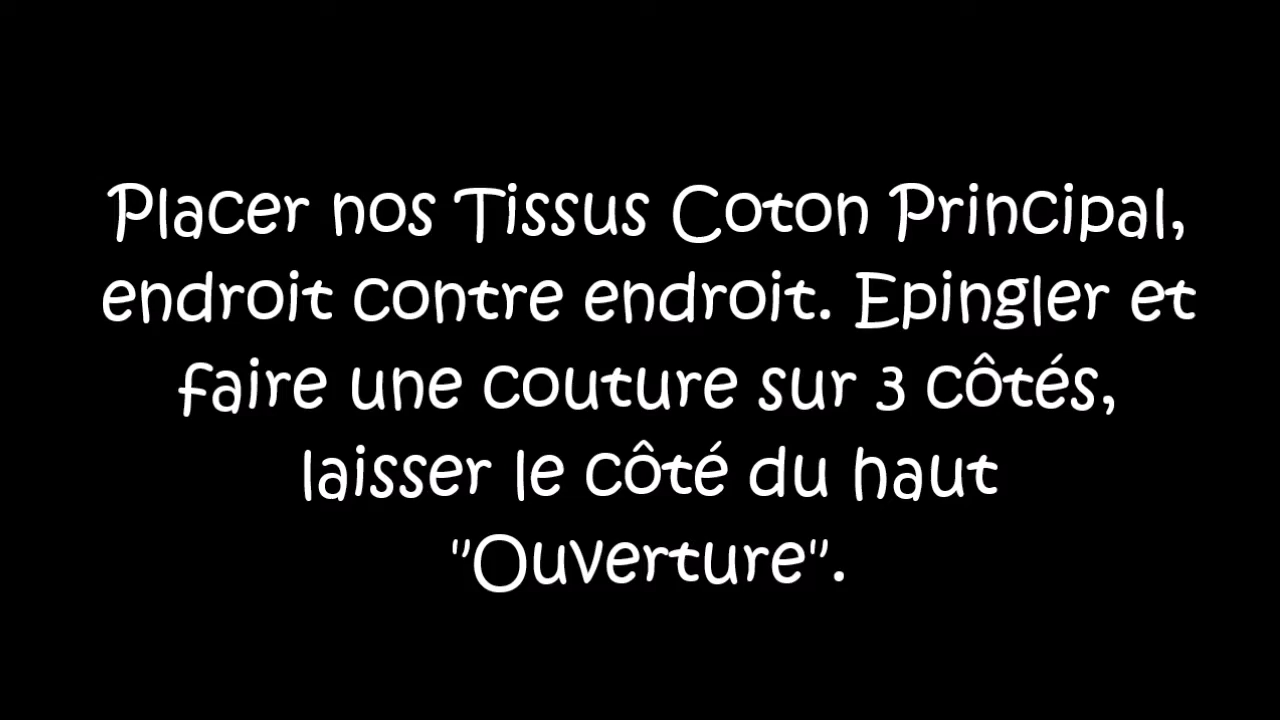 Placer nos Tissus Coton Principal,
endroit contre endroit. Epingler et
faire une couture sur 3 côtés,
laisser le côté du haut
"Ouverture".